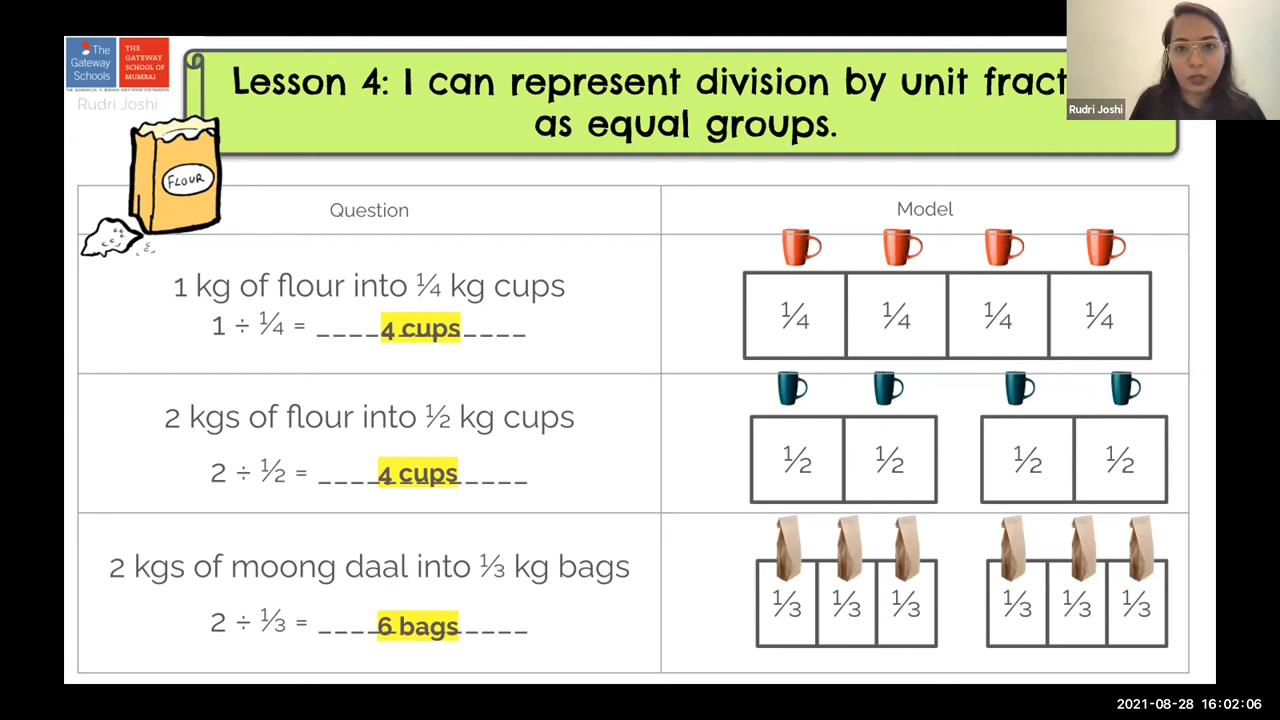 The
Gateway
Schools
THE
GATEWAY
SCHOOL OF
MUMBAI
Rudri Joshi
Lesson 4: I can represent division by unit fract
as equal groups.
Rudri Joshi
FLOUR
Question
Model
1 kg of flour into ¼ kg cups
1 ÷ ¼ = ____4 cups____
¼ ¼ ¼ ¼
2 kgs of flour into ½ kg cups
2 ÷ ½ = ____4 cups____
½ ½ ½ ½
2 kgs of moong daal into ⅓ kg bags
2 ÷ ⅓ = ____6 bags____
⅓ ⅓ ⅓ ⅓ ⅓ ⅓
2021-08-28 16:02:06